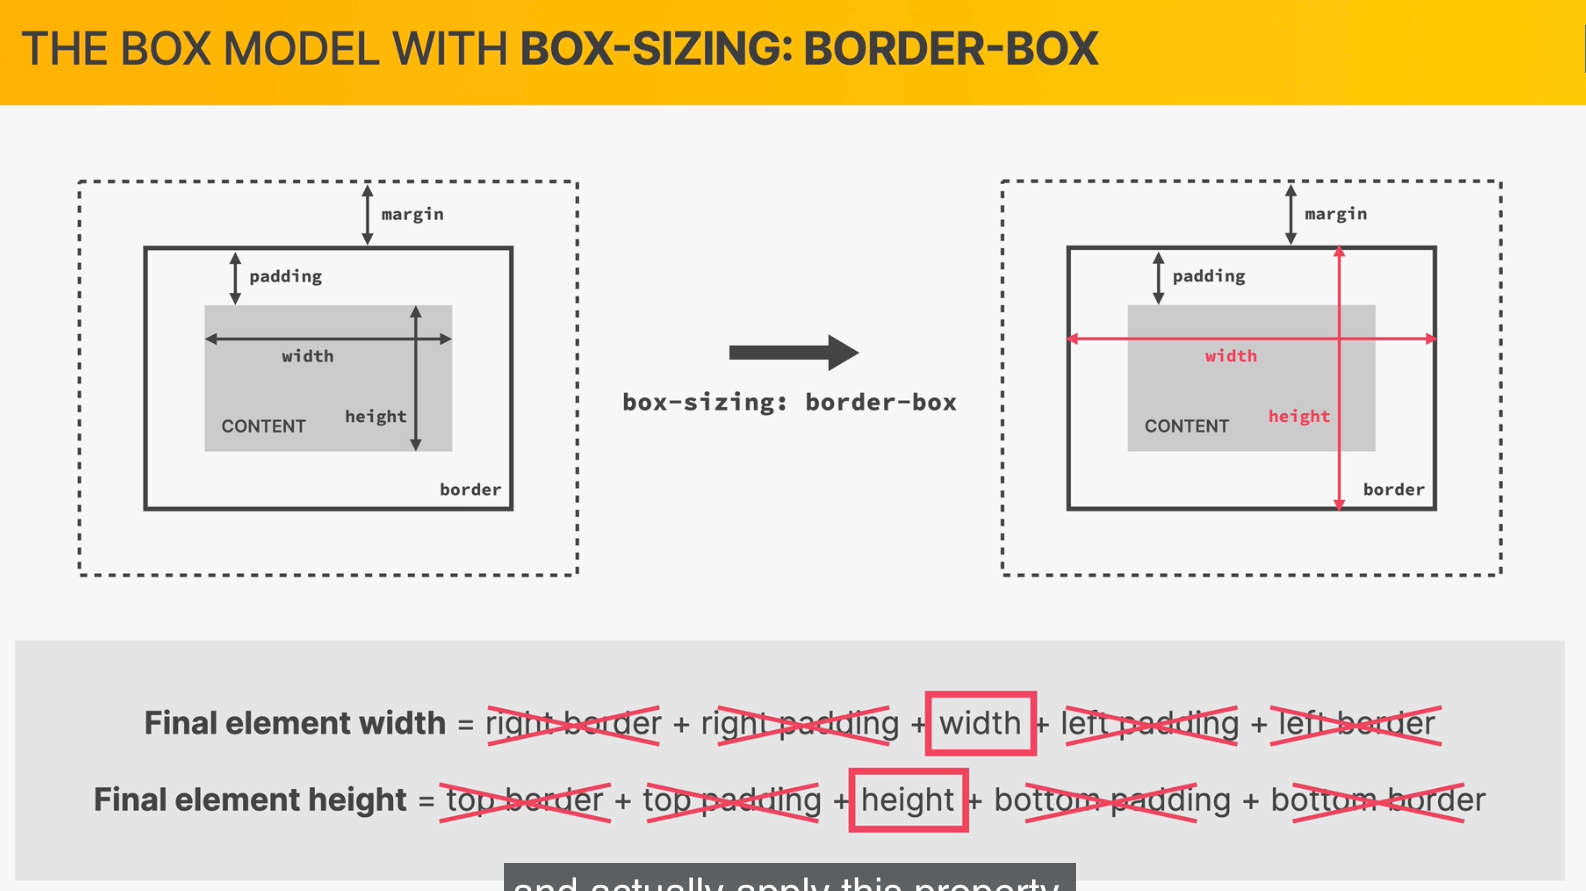 THE BOX MODEL WITH BOX-SIZING: BORDER-BOX
margin
padding
width
height
CONTENT
border
box-sizing: border-box
margin
padding
width
height
CONTENT
border
Final element width = right border + right padding + width + left padding + left border
Final element height = top border + top padding + height + bottom padding + bottom border
and actually apply this property